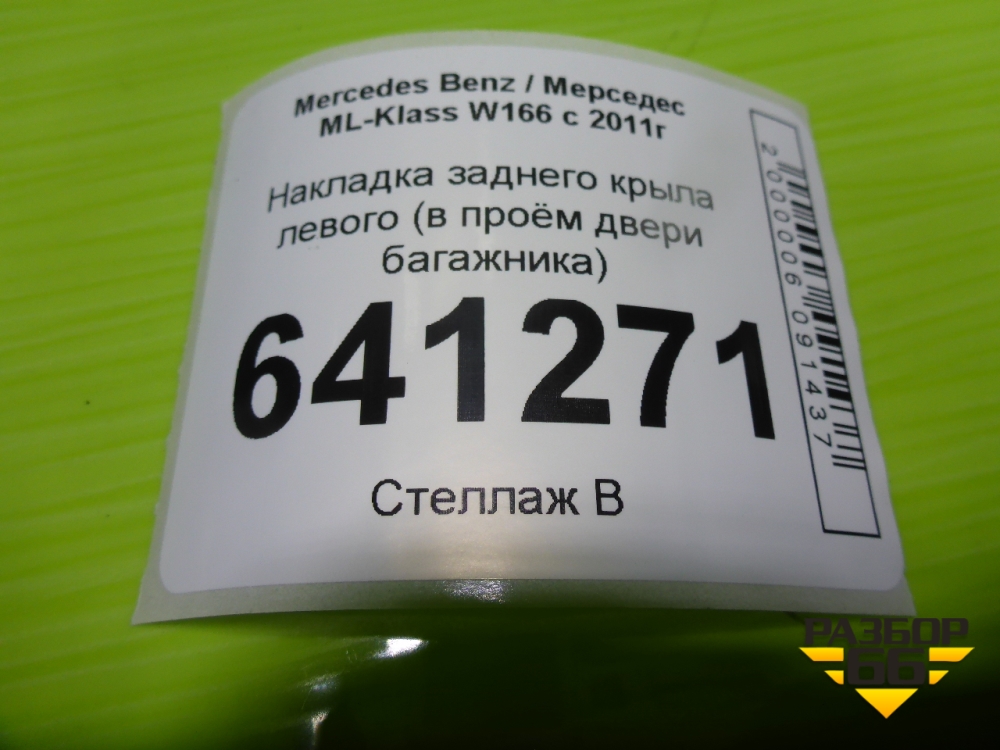 Mercedes Benz / Мерседес
ML-Klass W166 с 2011г
Накладка заднего крыла
левого (в проём двери
багажника)
641271
Стеллаж В
2000006091437
РАЗБОР
66